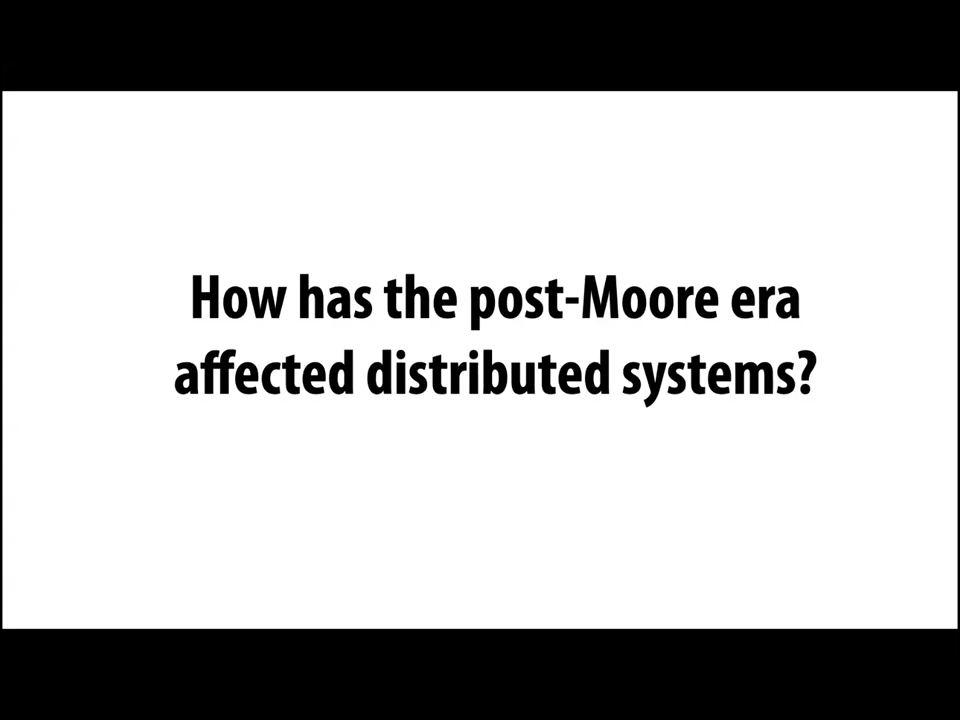 How has the post-Moore era
affected distributed systems?